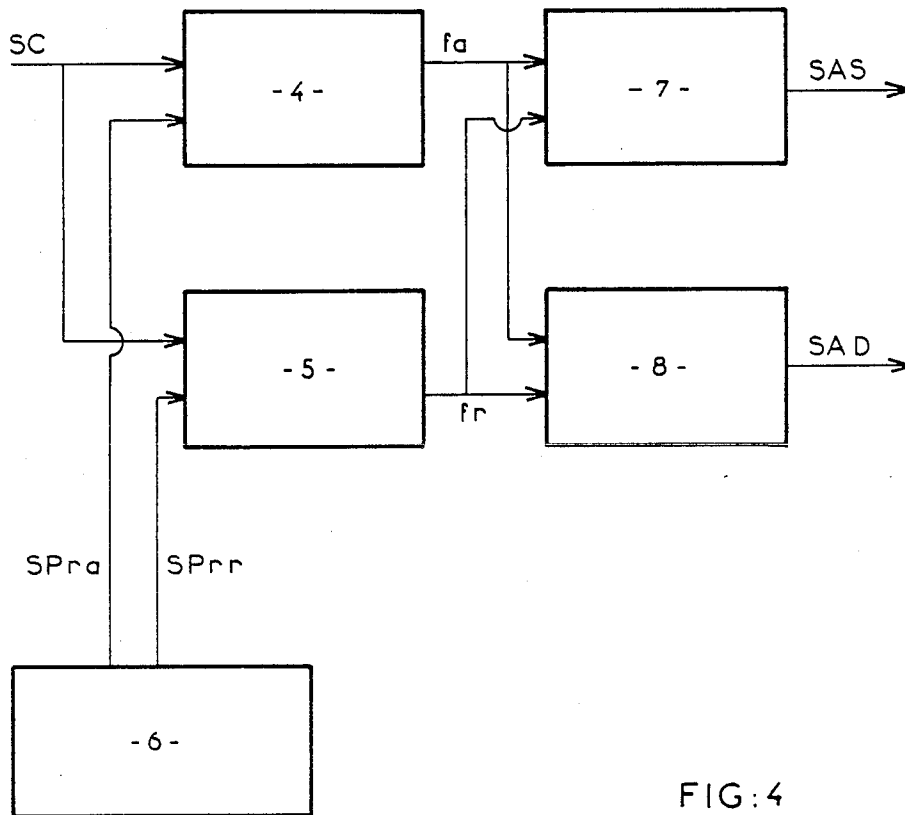 SC
fa
SAS
-4-
-7-
-5-
fr
-8-
SAD
SPra
SPrr
-6-
FIG:4